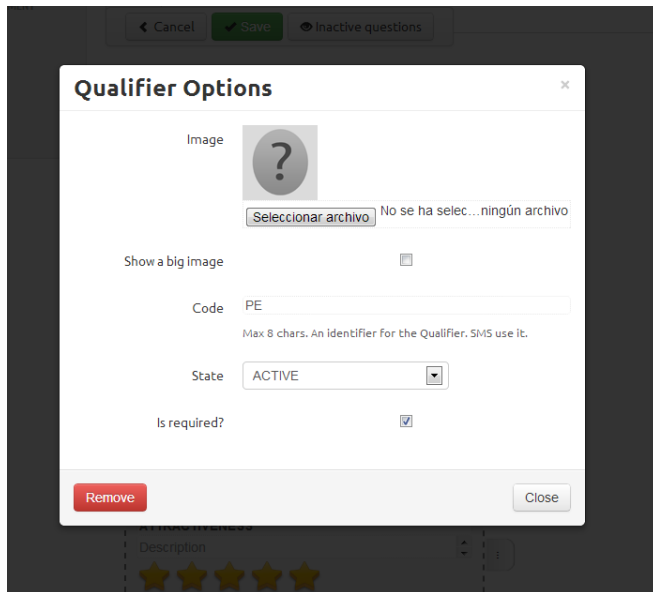 Cancel
Save
Inactive questions
Qualifier Options
×
Image
?
Seleccionar archivo No se ha selec...ningún archivo
Show a big image
Code
PE
Max 8 chars. An identifier for the Qualifier. SMS use it.
State
ACTIVE
Is required?
Remove
Close
ATTRACTIVENESS
Description